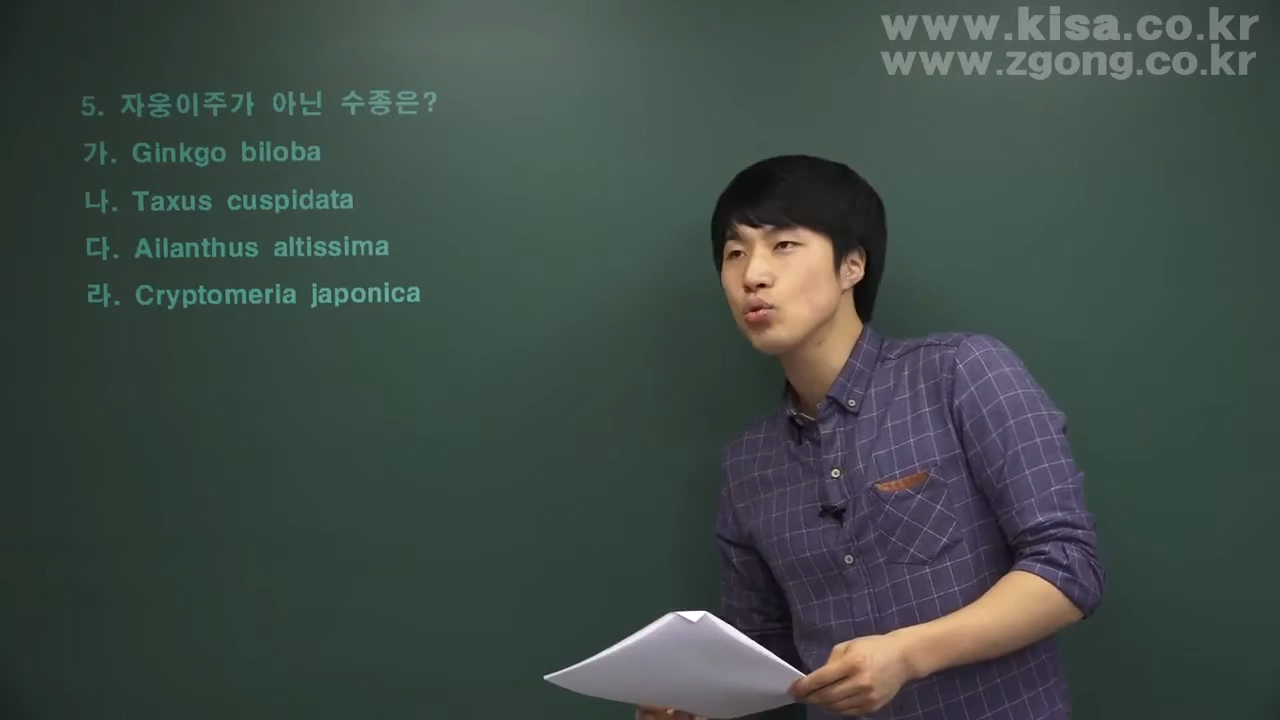 www.kisa.co.kr
www.zgong.co.kr
5. 자웅이주가 아닌 수종은?
가. Ginkgo biloba
나. Taxus cuspidata
다. Ailanthus altissima
라. Cryptomeria japonica